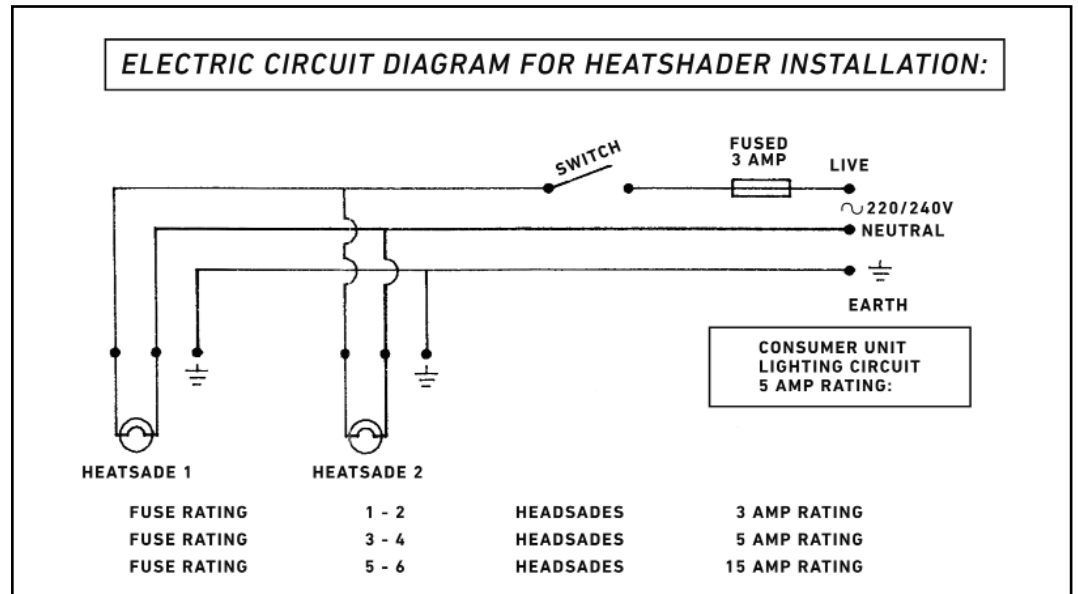 ELECTRIC CIRCUIT DIAGRAM FOR HEATSHADER INSTALLATION:
SWITCH
FUSED
3 AMP
LIVE
220/240V
NEUTRAL
EARTH
CONSUMER UNIT
LIGHTING CIRCUIT
5 AMP RATING:
HEATSADE 1
HEATSADE 2
FUSE RATING 1 - 2 HEADSADES 3 AMP RATING
FUSE RATING 3 - 4 HEADSADES 5 AMP RATING
FUSE RATING 5 - 6 HEADSADES 15 AMP RATING